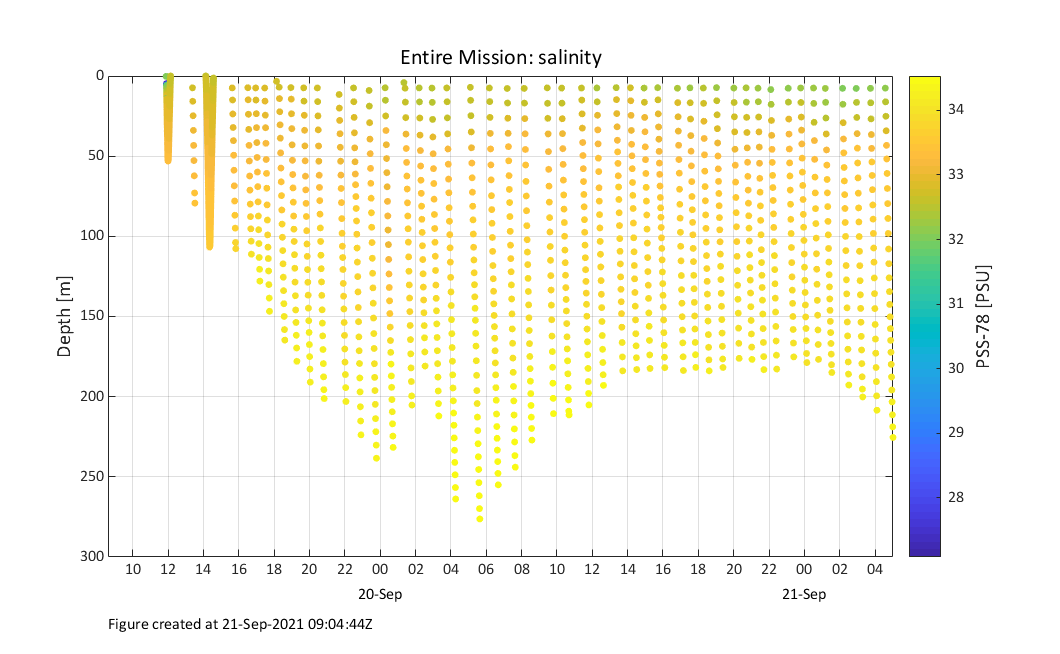 Entire Mission: salinity
0
50
100
150
200
250
300
Depth [m]
10 12 14 16 18 20 22 00 02 04 06 08 10 12 14 16 18 20 22 00 02 04
20-Sep 21-Sep
34
33
32
31
30
29
28
PSS-78 [PSU]
Figure created at 21-Sep-2021 09:04:44Z